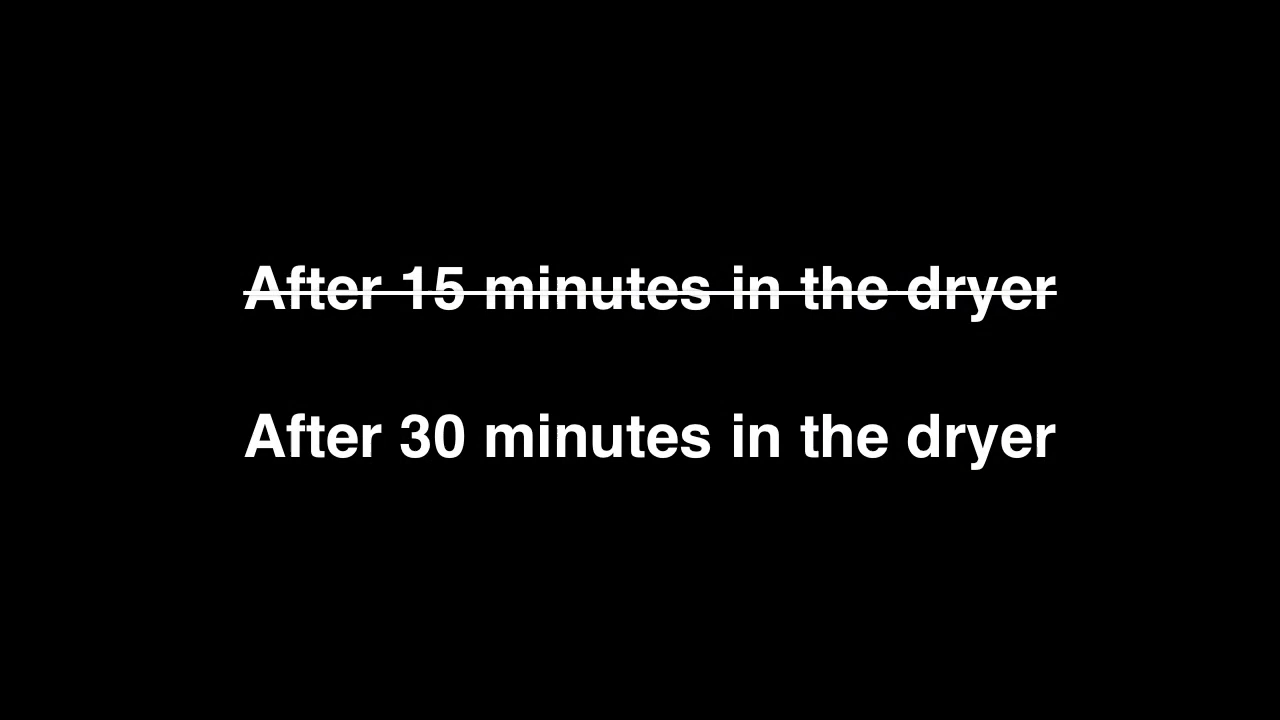 After 15 minutes in the dryer
After 30 minutes in the dryer